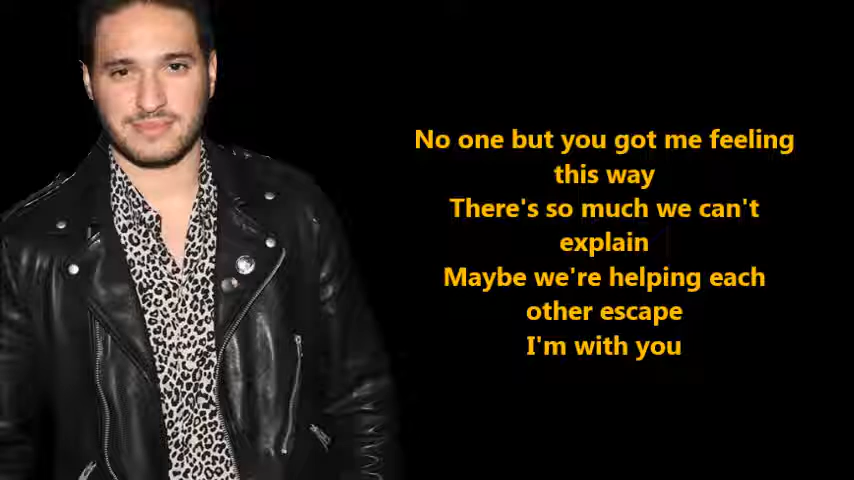 No one but you got me feeling
this way
There's so much we can't
explain
Maybe we're helping each
other escape
I'm with you